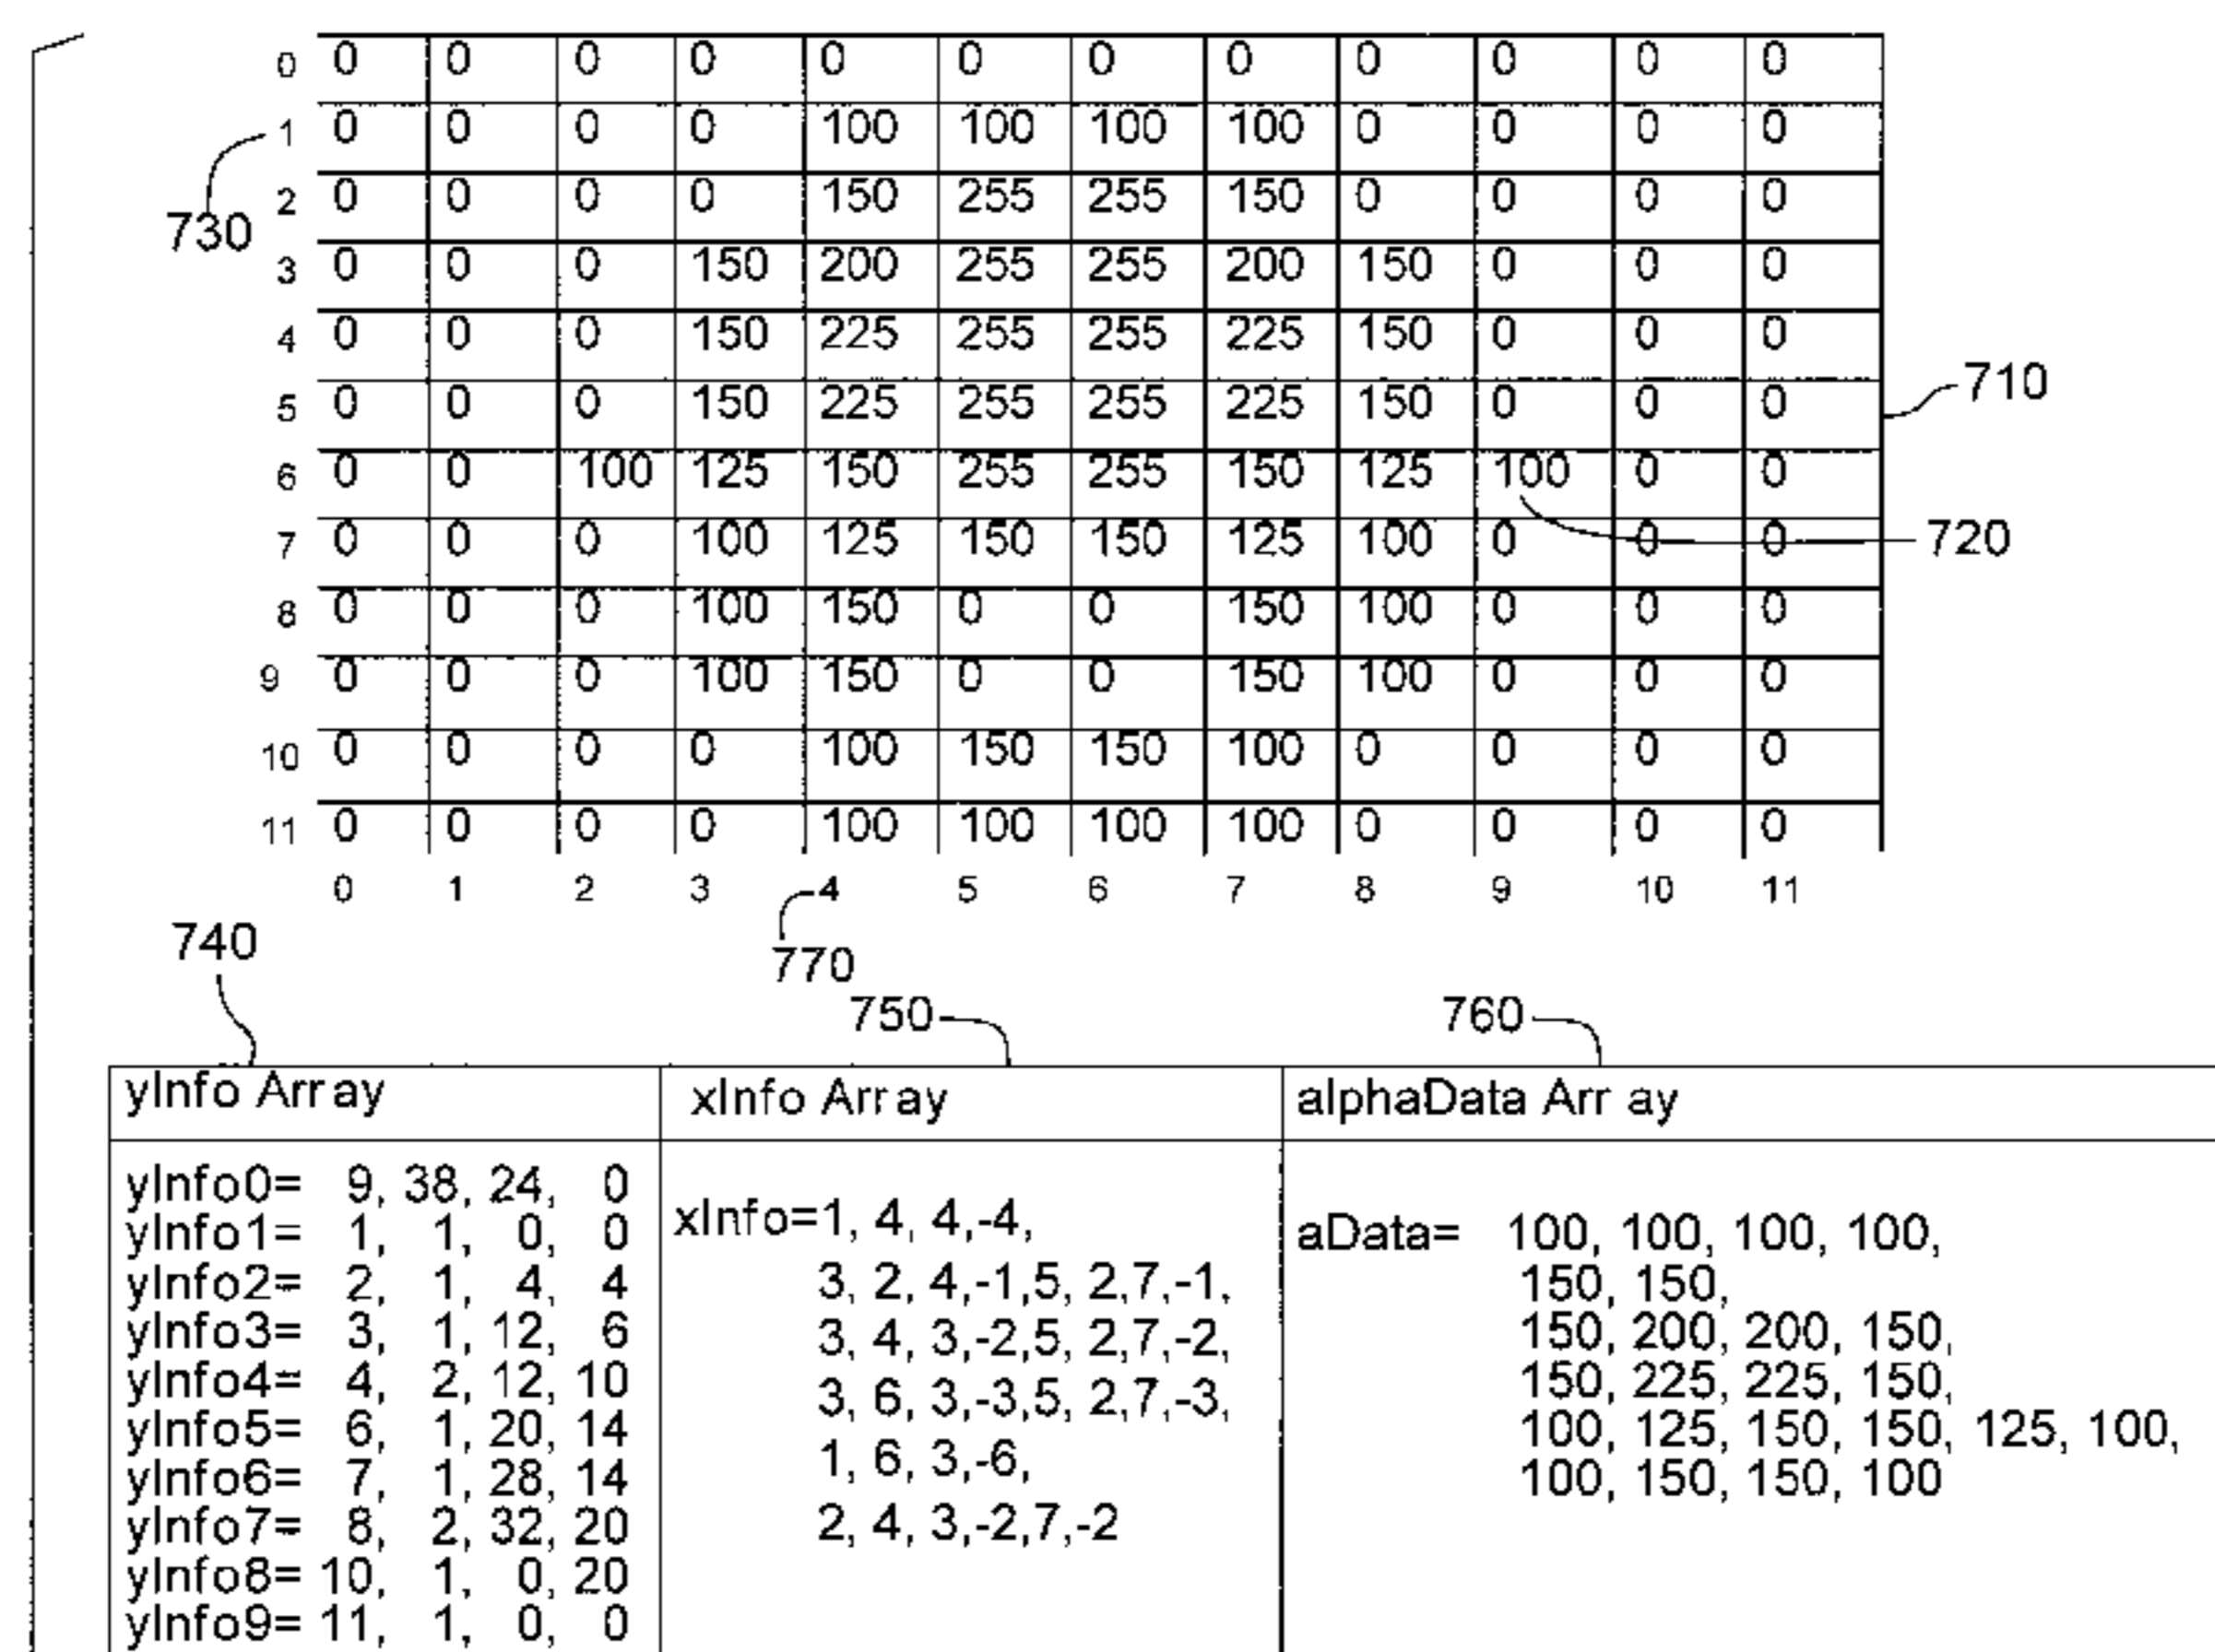 0 0 0 0 0 0 0 0 0 0 0 0 0
1 0 0 0 0 100 100 100 100 0 0 0 0
2 0 0 0 0 150 255 255 150 0 0 0 0
730
3 0 0 0 150 200 255 255 200 150 0 0 0
4 0 0 0 150 225 255 255 225 150 0 0 0
710
5 0 0 0 150 225 255 255 225 150 0 0 0
6 0 0 100 125 150 255 255 150 125 100 0 0
7 0 0 0 100 125 150 150 125 100 0 0 0
720
8 0 0 0 100 150 0 0 150 100 0 0 0
9 0 0 0 100 150 0 0 150 100 0 0 0
10 0 0 0 0 100 150 150 100 0 0 0 0
11 0 0 0 0 100 100 100 100 0 0 0 0
0 1 2 3 4 5 6 7 8 9 10 11
740
770
750
760
yInfo Array
yInfo0= 9, 38, 24, 0
yInfo1= 1, 1, 0, 0
yInfo2= 2, 1, 4, 4
yInfo3= 3, 1, 12, 6
yInfo4= 4, 2, 12, 10
yInfo5= 6, 1, 20, 14
yInfo6= 7, 1, 28, 14
yInfo7= 8, 2, 32, 20
yInfo8= 10, 1, 0, 20
yInfo9= 11, 1, 0, 0
xInfo Array
xInfo=1, 4, 4,-4,
3, 2, 4,-1,5, 2,7,-1,
3, 4, 3,-2,5, 2,7,-2,
3, 6, 3,-3,5, 2,7,-3,
1, 6, 3,-6,
2, 4, 3,-2,7,-2
alphaData Arr ay
aData= 100, 100, 100, 100,
150, 150,
150, 200, 200, 150,
150, 225, 225, 150,
100, 125, 150, 150, 125, 100,
100, 150, 150, 100